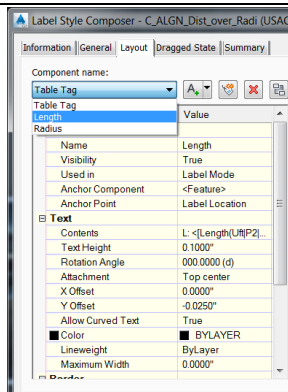 Label Style Composer - C_ALGN_Dist_over_Radi (USAC
Information General Layout Dragged State Summary
Component name:
Table Tag
Table Tag
Length
Radius
Value
Name Length
Visibility True
Used in Label Mode
Anchor Component <Feature>
Anchor Point Label Location
Text
Contents L: <[Length(Uft|P2|...
Text Height 0.1000"
Rotation Angle 000.0000 (d)
Attachment Top center
X Offset 0.0000"
Y Offset -0.0250"
Allow Curved Text True
Color BYLAYER
Lineweight ByLayer
Maximum Width 0.0000"
Border